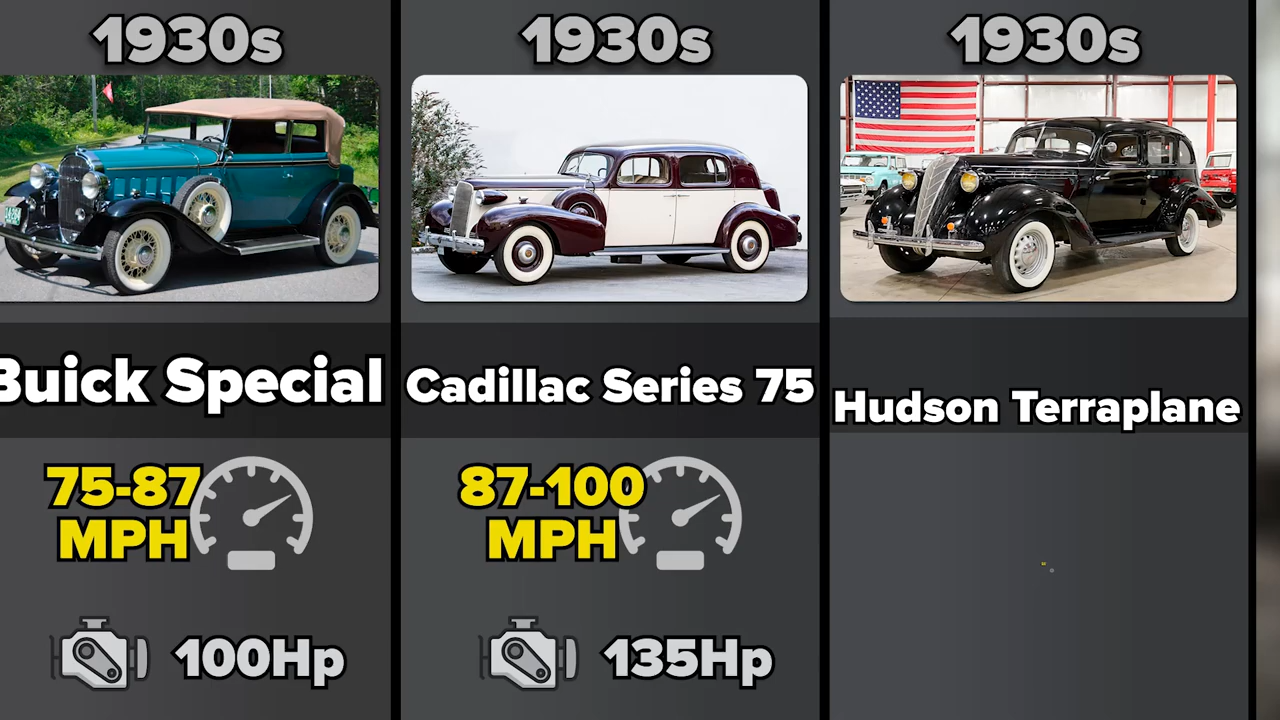 1930s
1930s
1930s
Buick Special
Cadillac Series 75
Hudson Terraplane
75-87
MPH
87-100
MPH
100Hp
135Hp